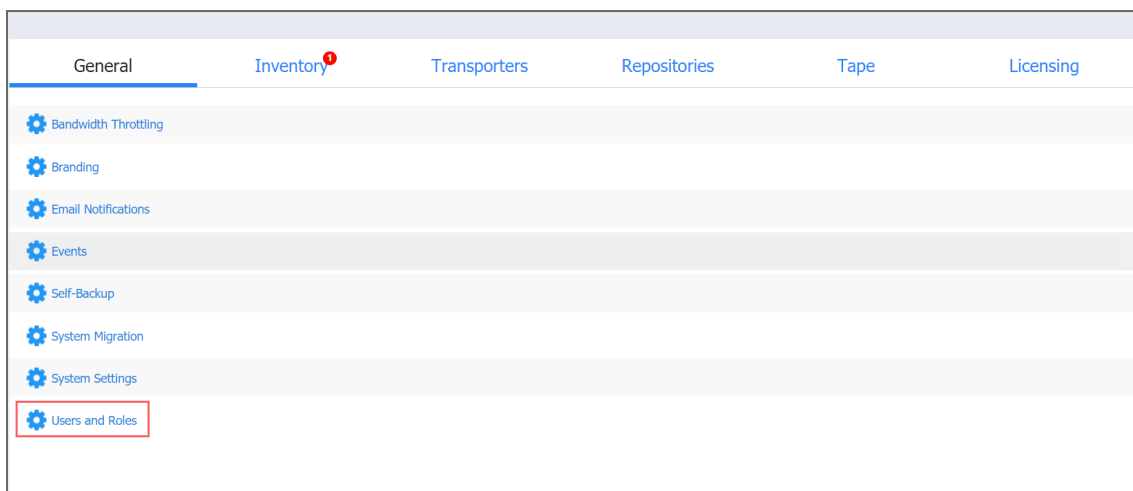 General Inventory 1 Transporters Repositories Tape Licensing
Bandwidth Throttling
Branding
Email Notifications
Events
Self-Backup
System Migration
System Settings
Users and Roles